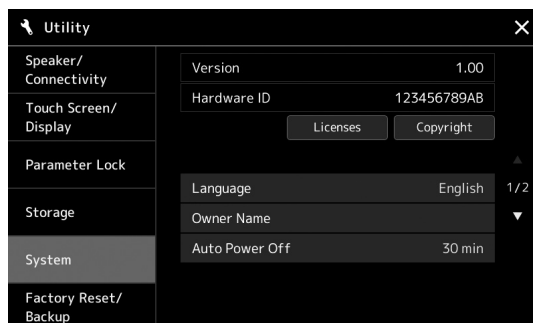 Utility
Speaker/
Connectivity
Touch Screen/
Display
Parameter Lock
Storage
System
Factory Reset/
Backup
Version 1.00
Hardware ID 123456789AB
Licenses Copyright
Language English
Owner Name
Auto Power Off 30 min
1/2